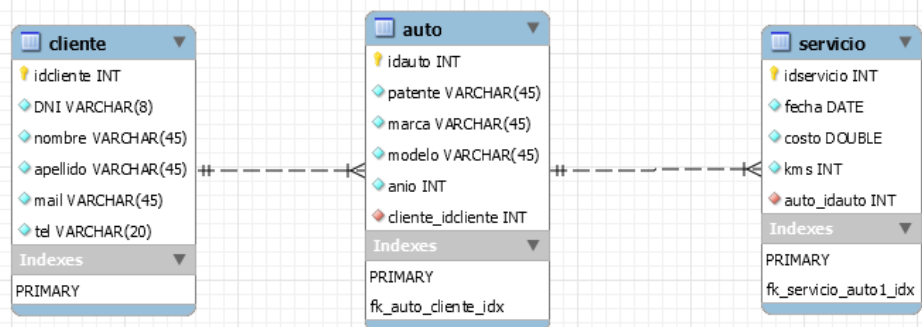 cliente
idcliente INT
DNI VARCHAR(8)
nombre VARCHAR(45)
apellido VARCHAR(45)
mail VARCHAR(45)
tel VARCHAR(20)
Indexes
PRIMARY
auto
idauto INT
patente VARCHAR(45)
marca VARCHAR(45)
modelo VARCHAR(45)
anio INT
cliente_idcliente INT
Indexes
PRIMARY
fk_auto_cliente_idx
servicio
idservicio INT
fecha DATE
costo DOUBLE
kms INT
auto_idauto INT
Indexes
PRIMARY
fk_servicio_auto1_idx